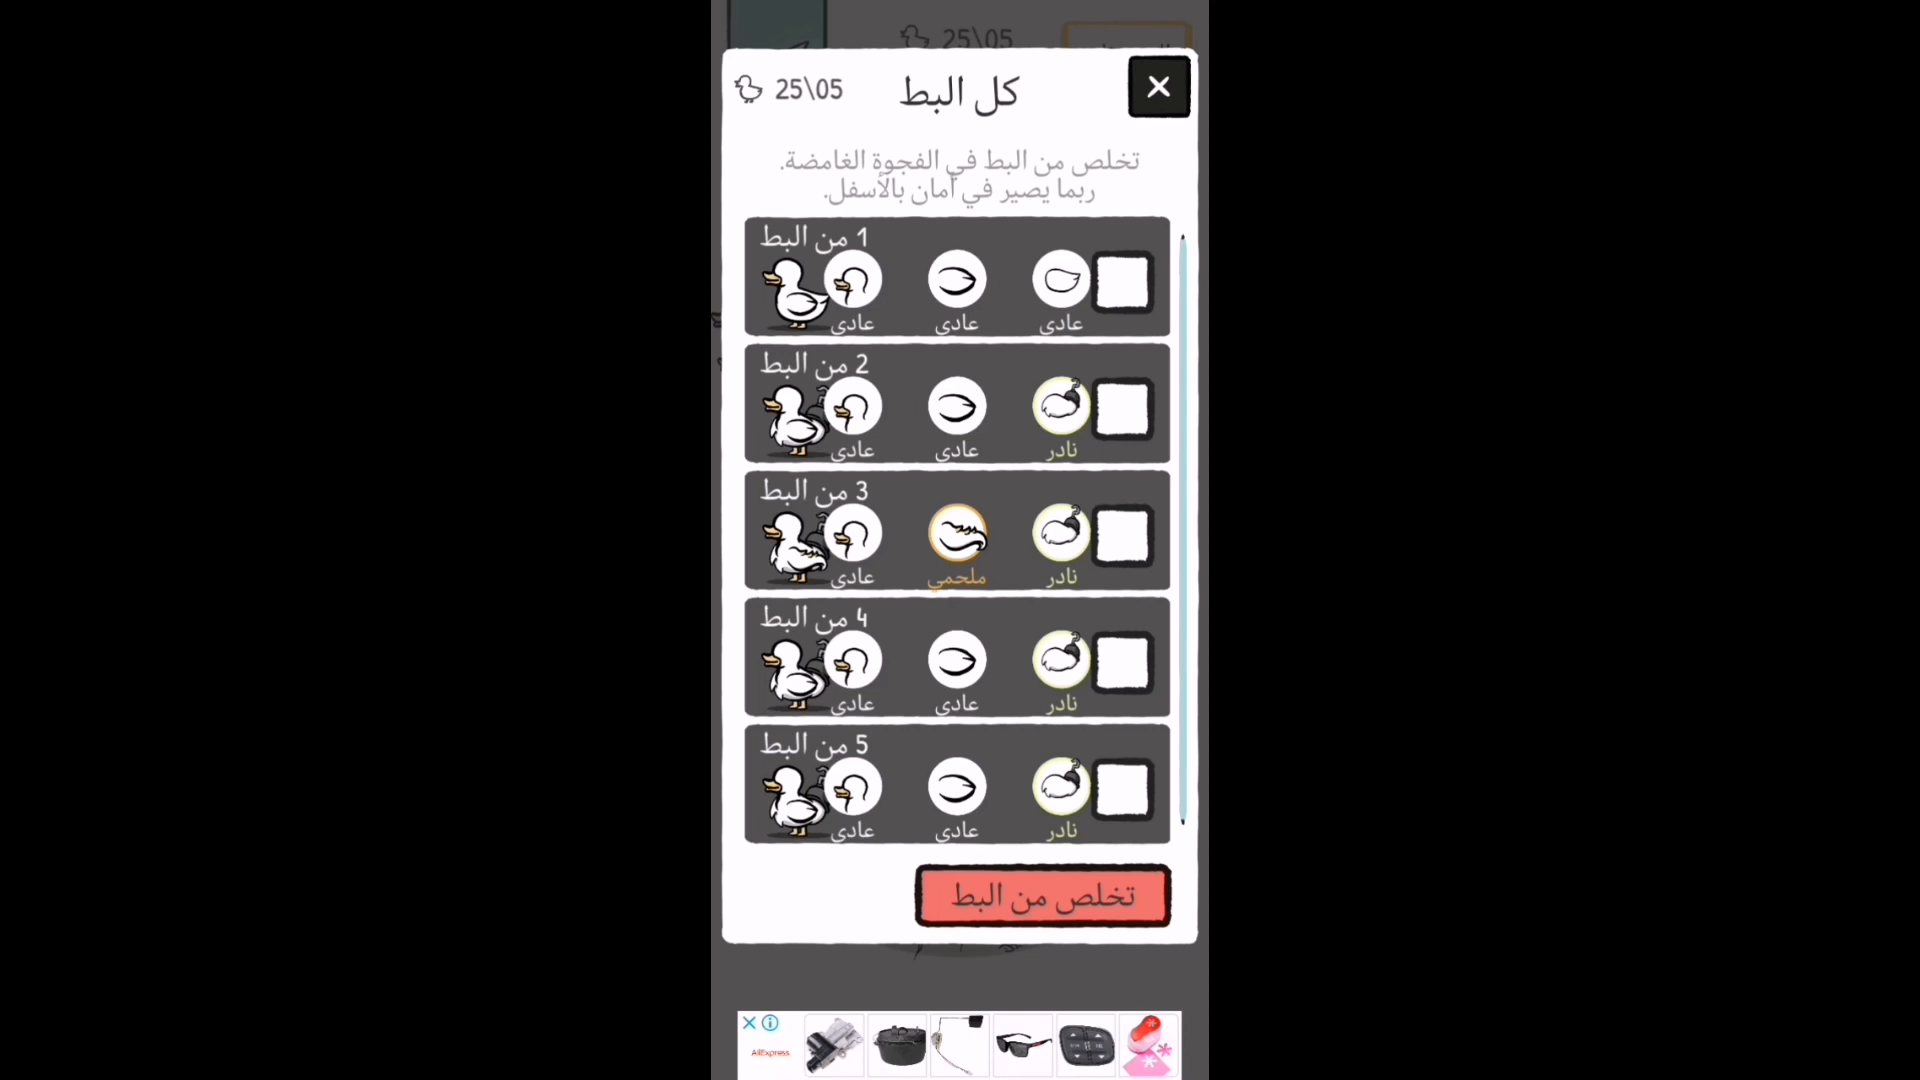 25\05
كل البط
25\05
تخلص من البط في الفجوة الغامضة.
ربما يصير في أمان بالأسفل.
1 من البط
عادي
عادي
عادي
2 من البط
عادي
عادي
نادر
3 من البط
عادي
ملحمي
نادر
4 من البط
عادي
عادي
نادر
5 من البط
عادي
عادي
نادر
تخلص من البط
AliExpress